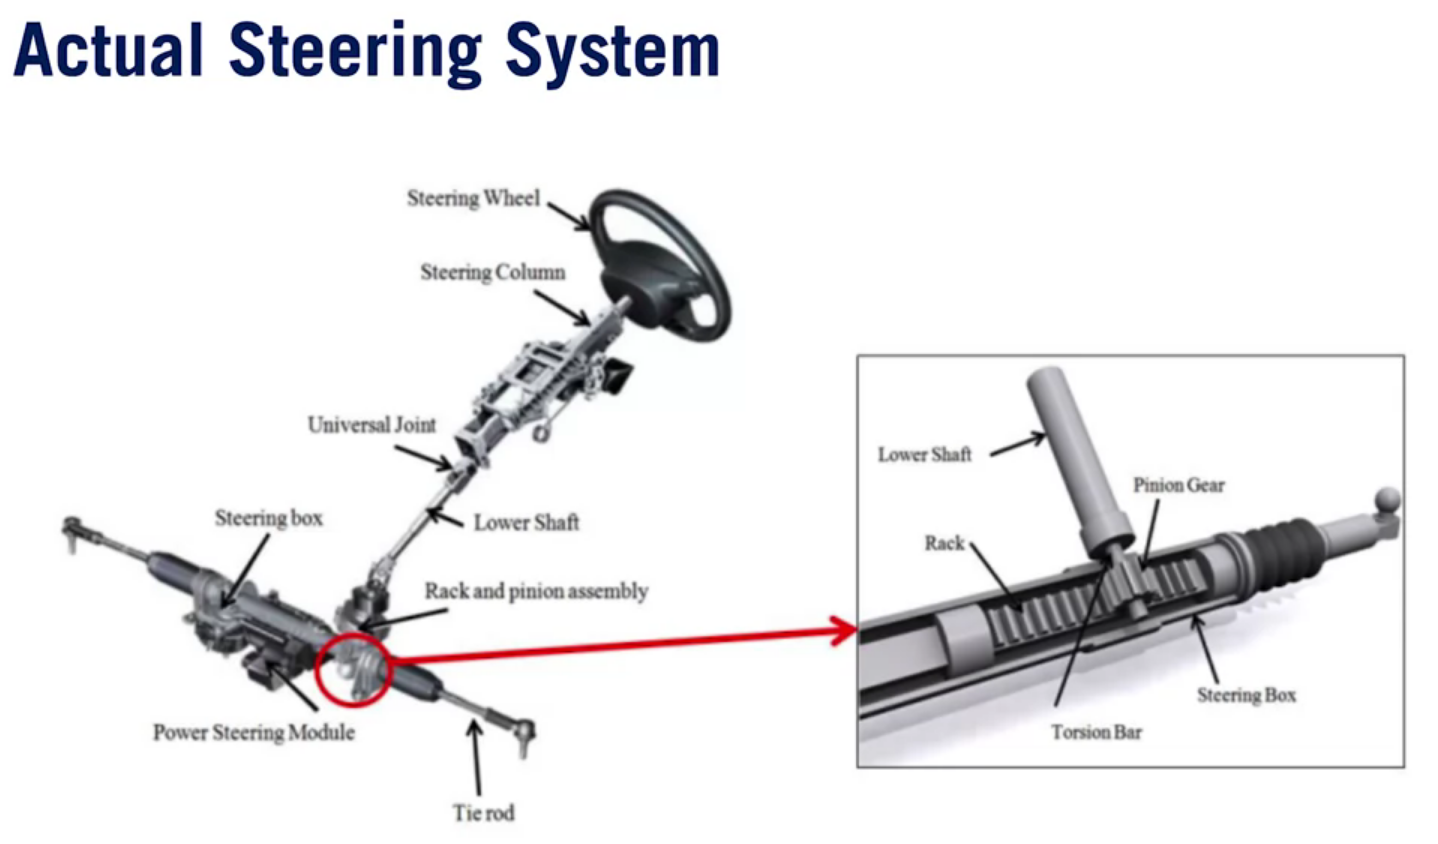 Actual Steering System
Steering Wheel
Steering Column
Universal Joint
Lower Shaft
Steering box
Rack and pinion assembly
Power Steering Module
Tie rod
Lower Shaft
Pinion Gear
Rack
Steering Box
Torsion Bar